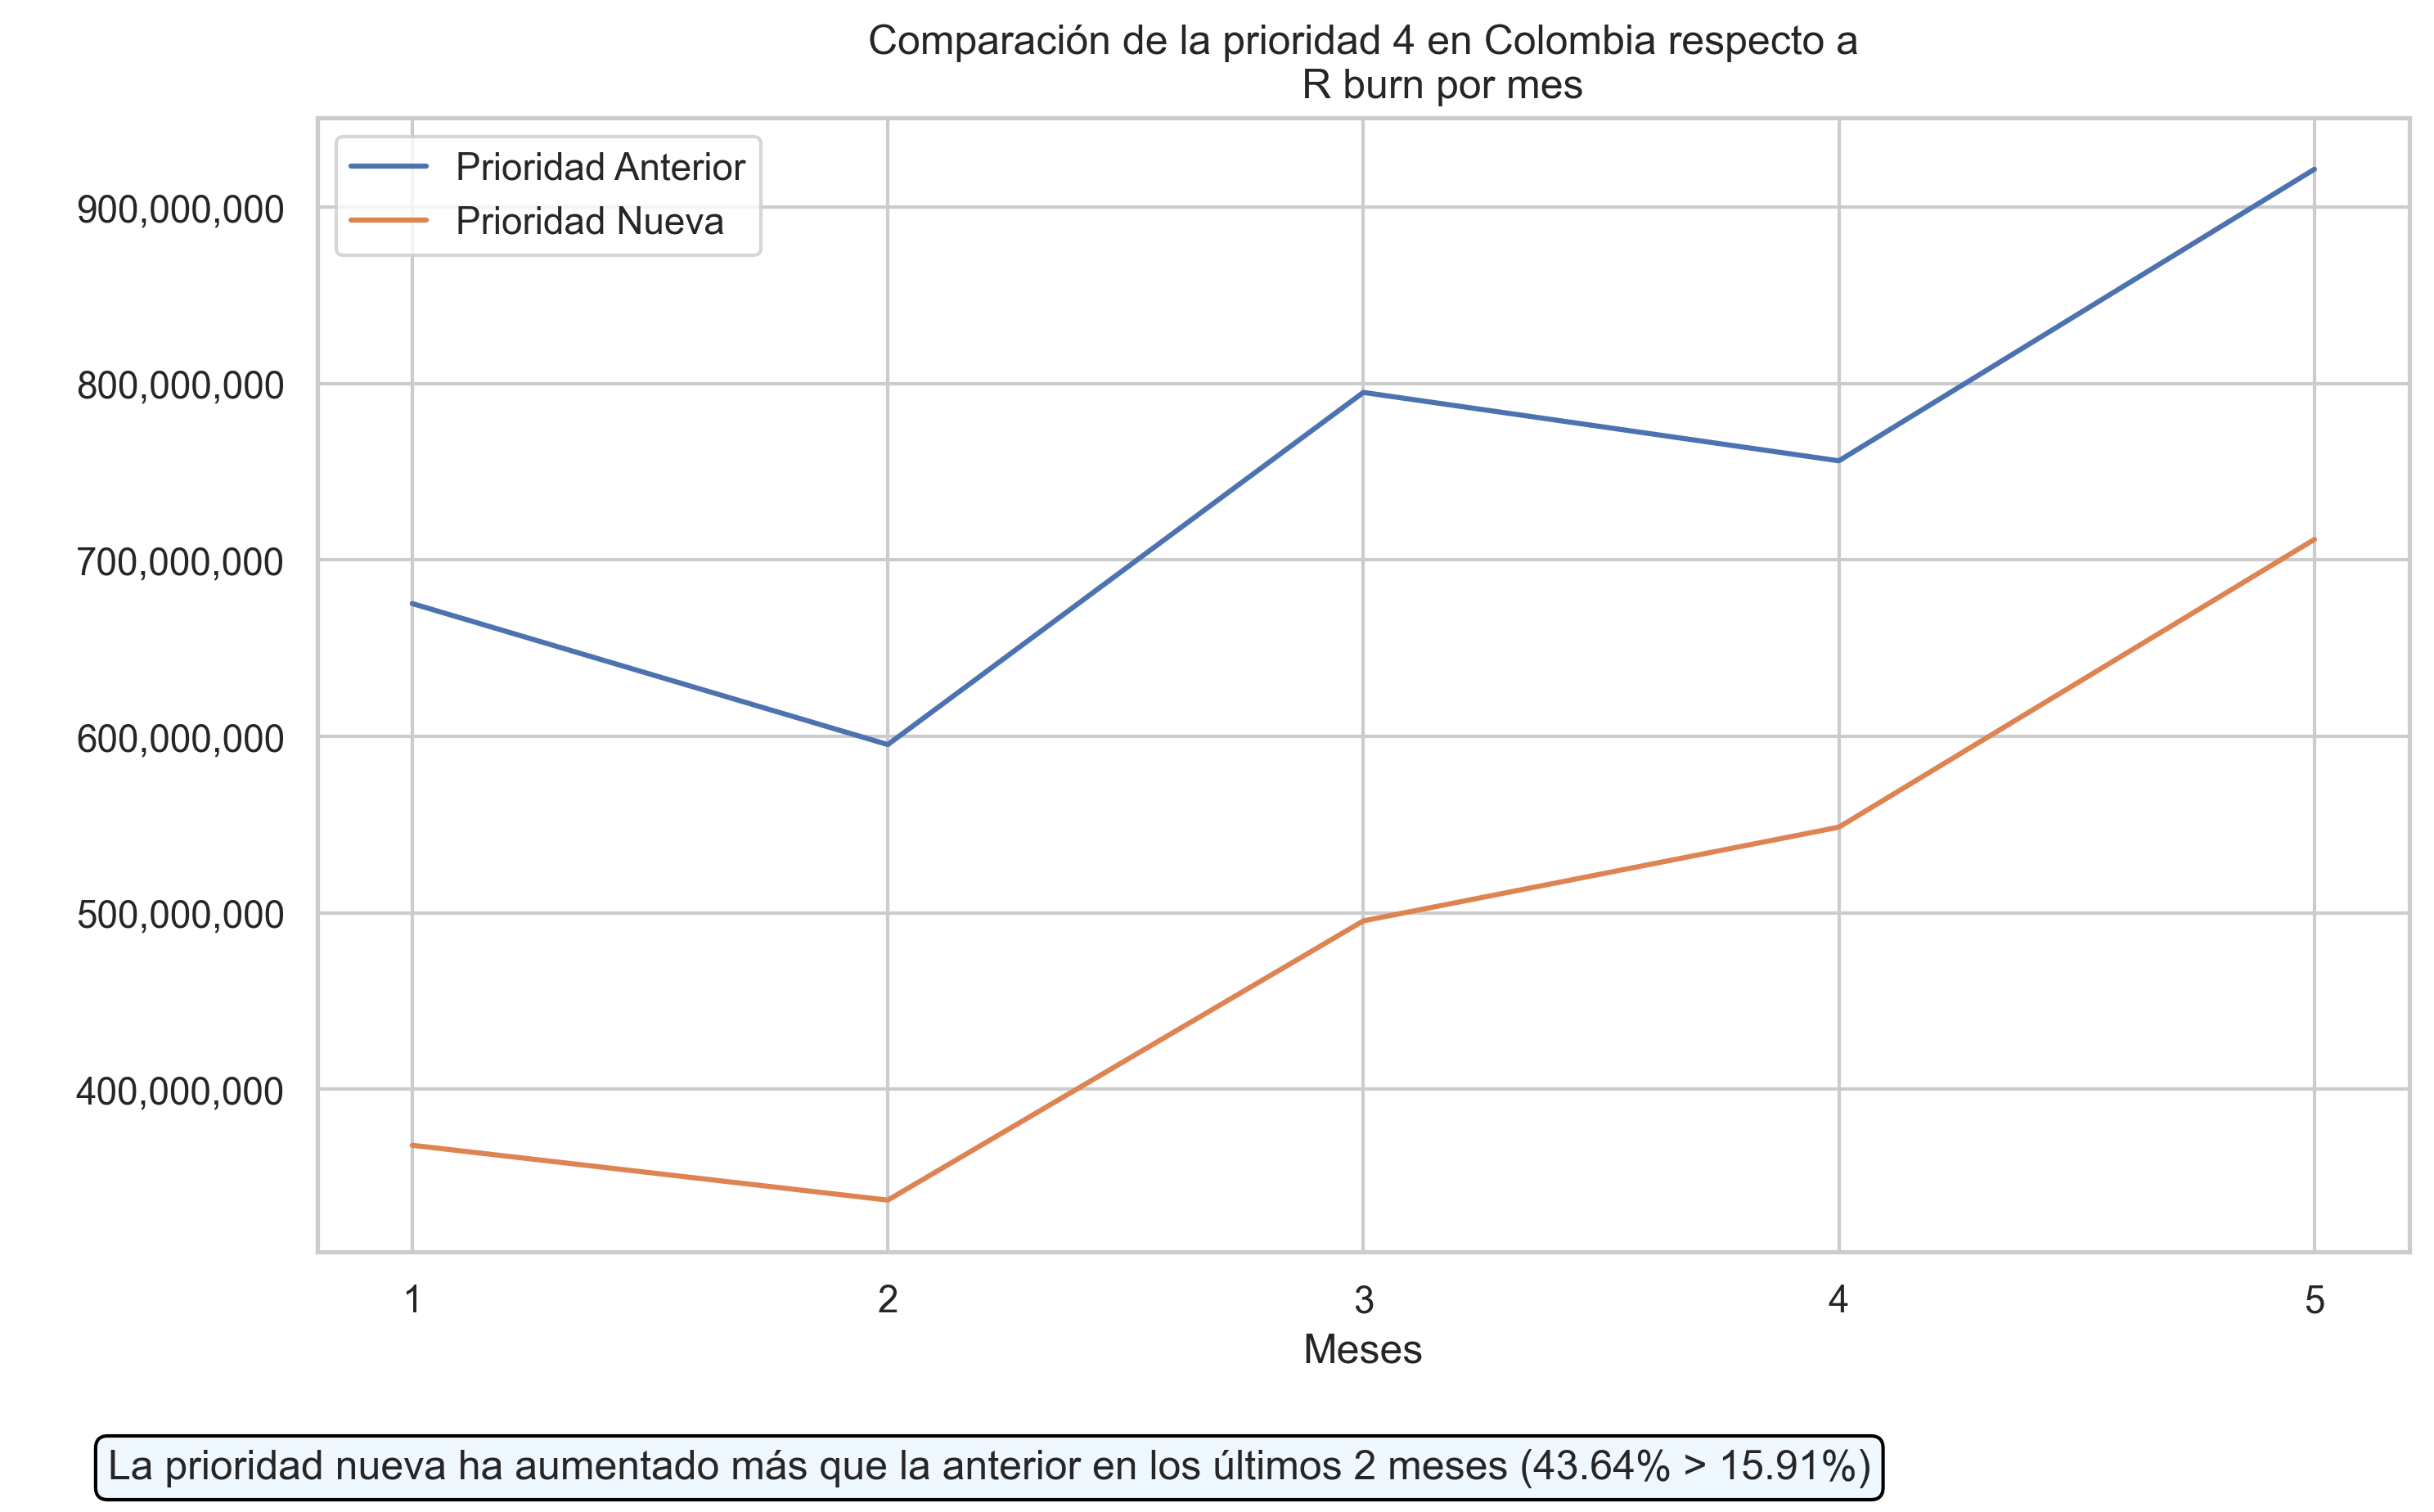 Comparación de la prioridad 4 en Colombia respecto a
R burn por mes
Prioridad Anterior
Prioridad Nueva
900,000,000
800,000,000
700,000,000
600,000,000
500,000,000
400,000,000
1 2 3 4 5
Meses
La prioridad nueva ha aumentado más que la anterior en los últimos 2 meses (43.64% > 15.91%)